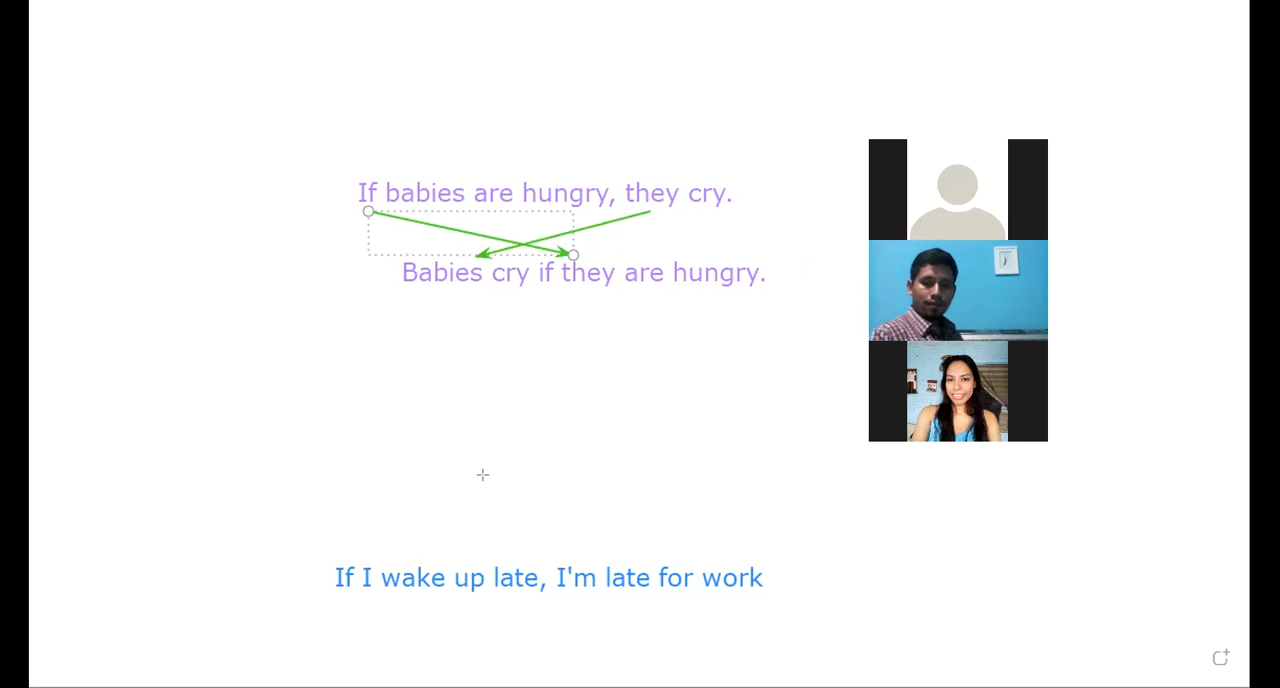 If babies are hungry, they cry.
Babies cry if they are hungry.
If I wake up late, I'm late for work